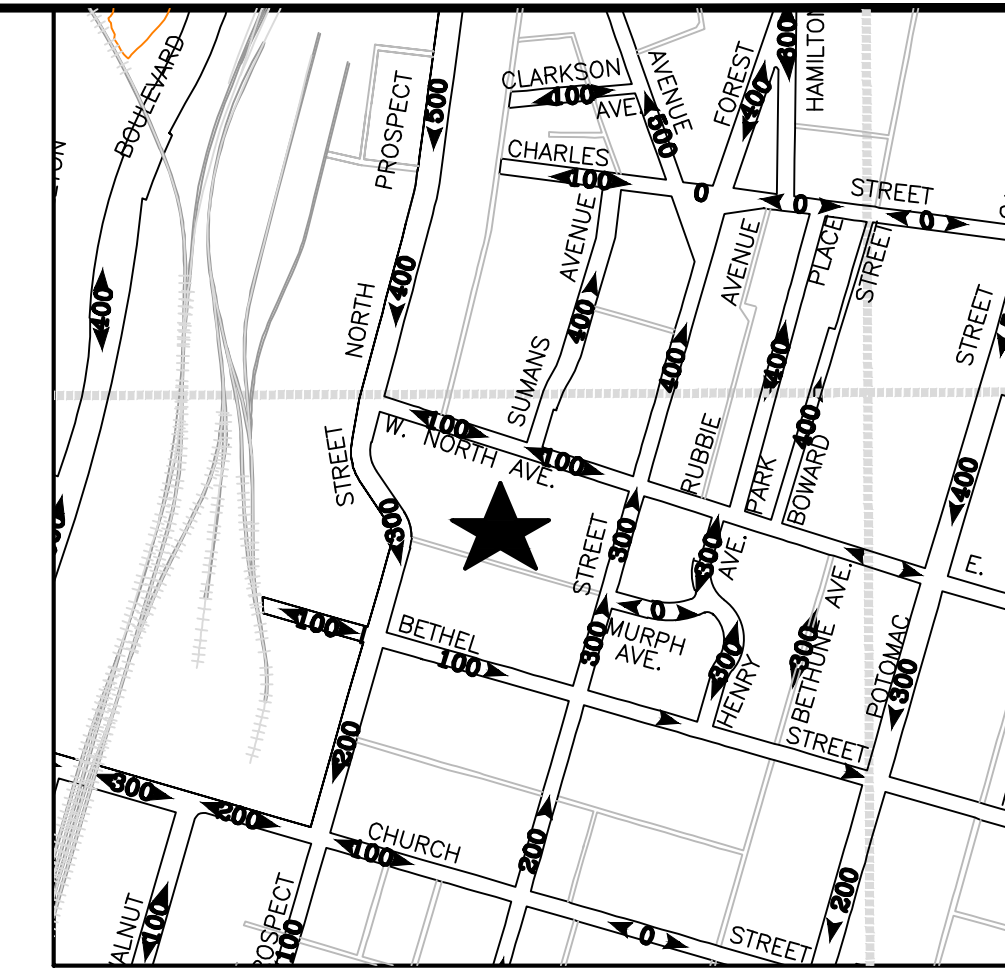 BOULEVARD
400
PROSPECT
500
NORTH
400
STREET
300
CLARKSON
100
AVE.
CHARLES
100
AVENUE
500
FOREST
400
600
HAMILTON
0
0
STREET
0
AVENUE
400
SUMANS
AVENUE
400
RUBBIE
PLACE
400
PARK
STREET
400
BOWARD
STREET
400
W. NORTH AVE.
100
100
E.
STREET
300
300
AVE.
0
MURPH
AVE.
300
300
HENRY
AVE.
300
BETHUNE
POTOMAC
300
100
BETHEL
100
STREET
200
300
200
CHURCH
100
200
200
0
STREET
100
100